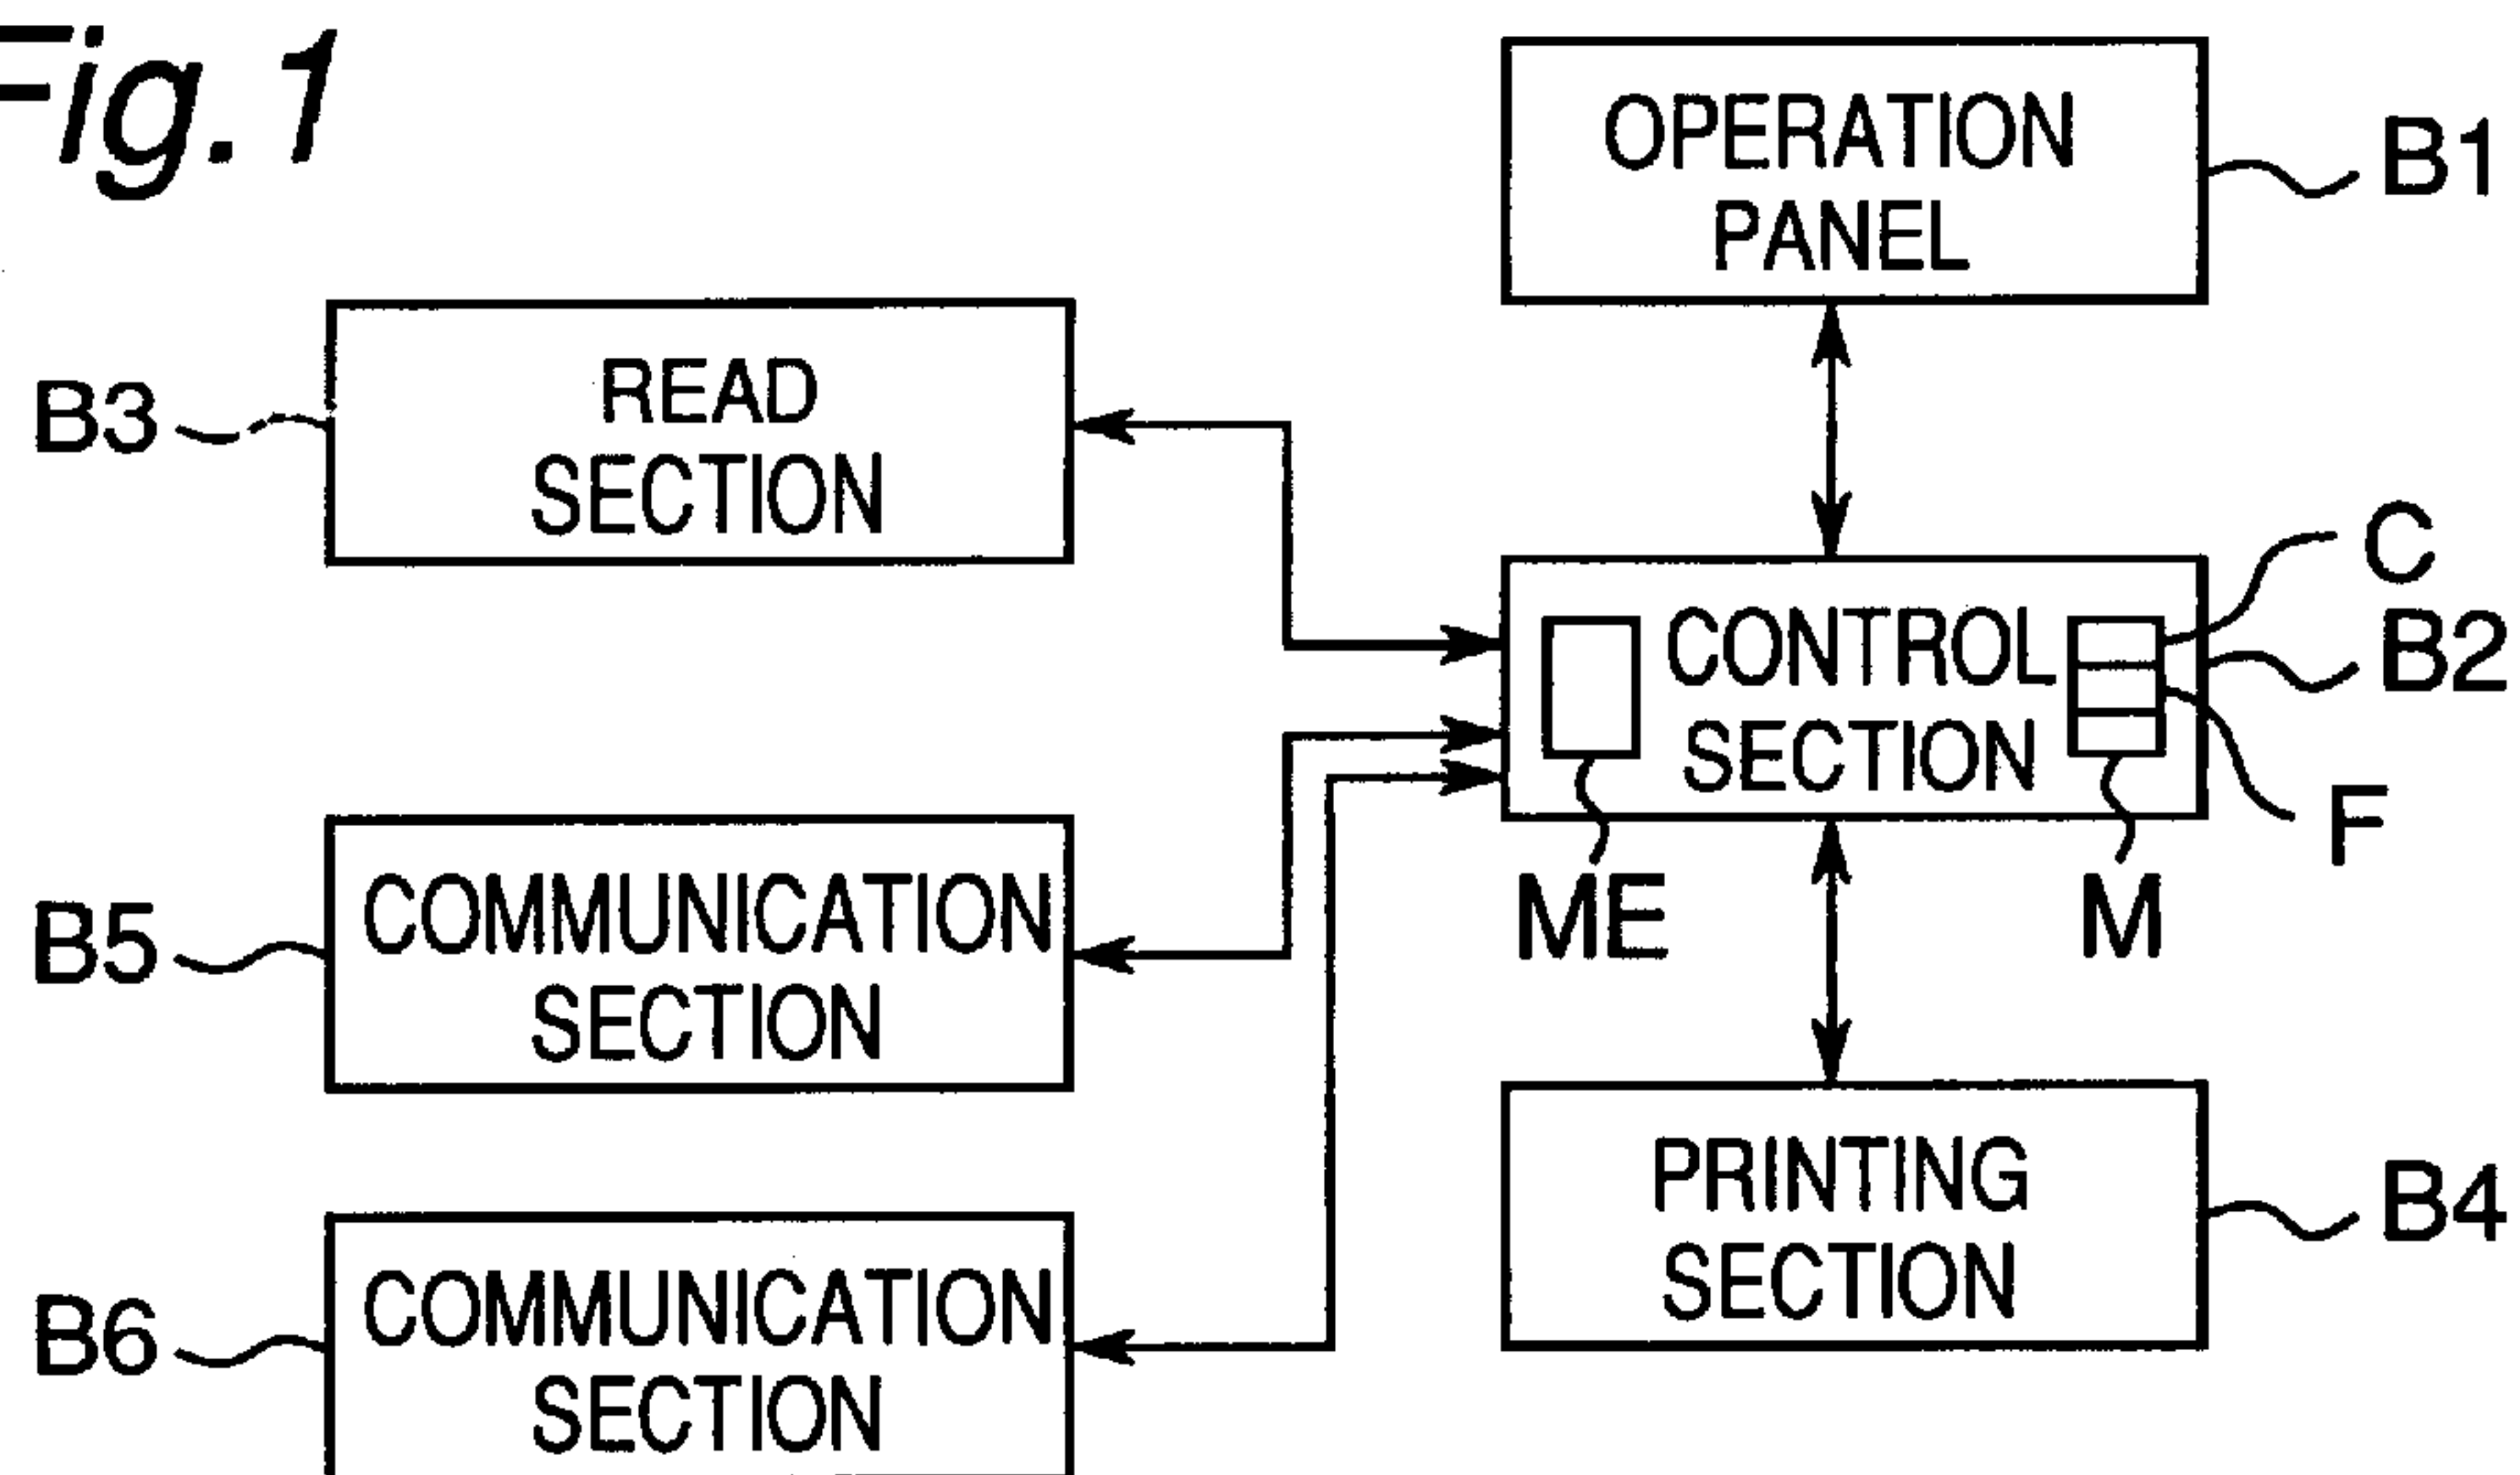 Fig.1
OPERATION
PANEL
B1
B3
READ
SECTION
C
CONTROL
SECTION
B2
F
ME
M
B5
COMMUNICATION
SECTION
PRINTING
SECTION
B4
B6
COMMUNICATION
SECTION